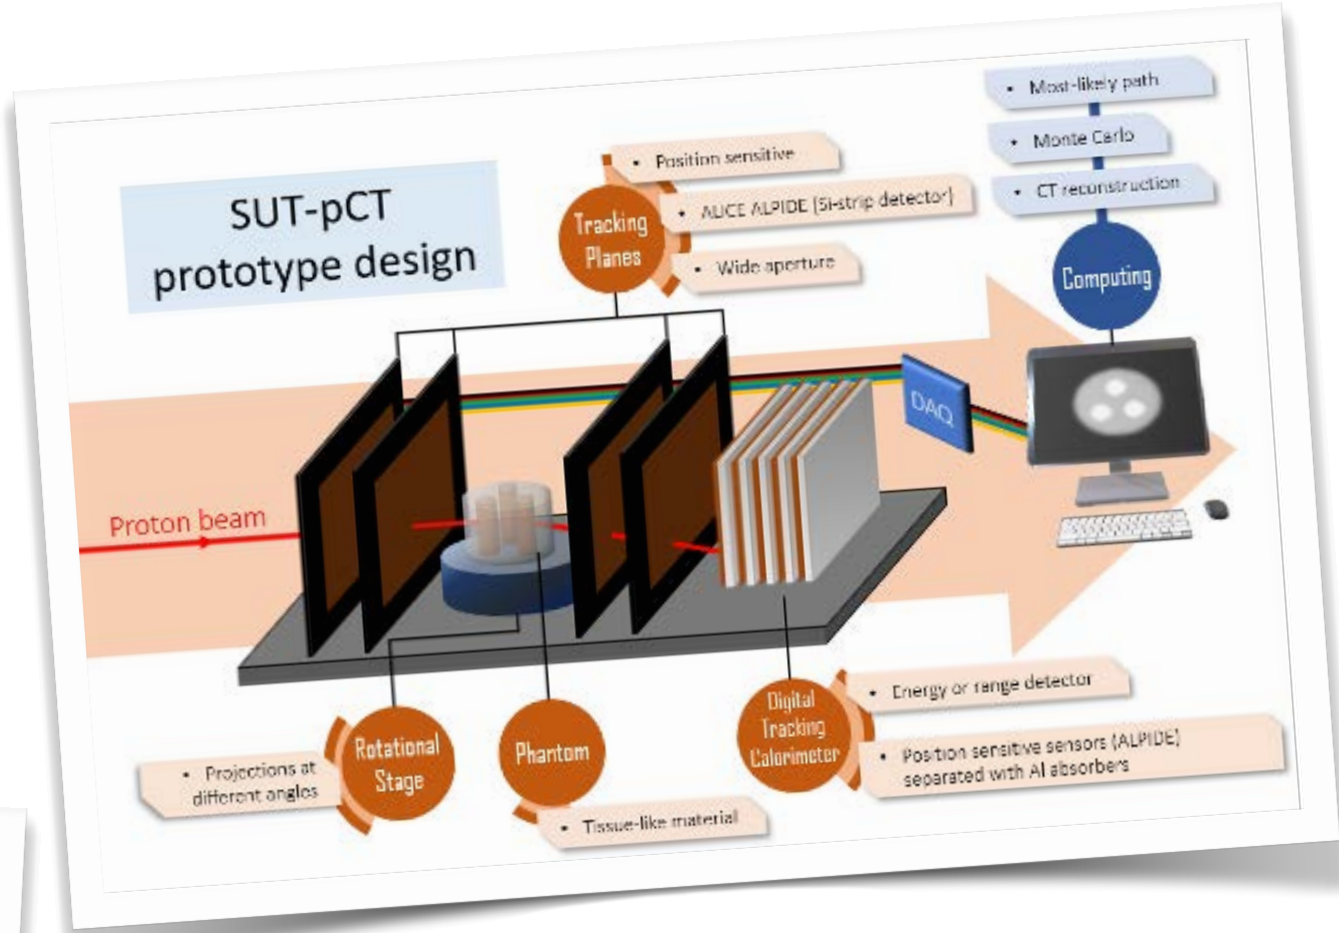 SUT-pCT
prototype design
Tracking
Planes
• Position sensitive
• ALICE ALPIDE (Si-strip detector)
• Wide aperture
• Most-likely path
• Monte Carlo
• CT reconstruction
Computing
DAQ
Proton beam
Rotational
Stage
• Projections at
different angles
Phantom
• Tissue-like material
Digital
Tracking
Calorimeter
• Energy or range detector
• Position sensitive sensors (ALPIDE)
separated with Al absorbers